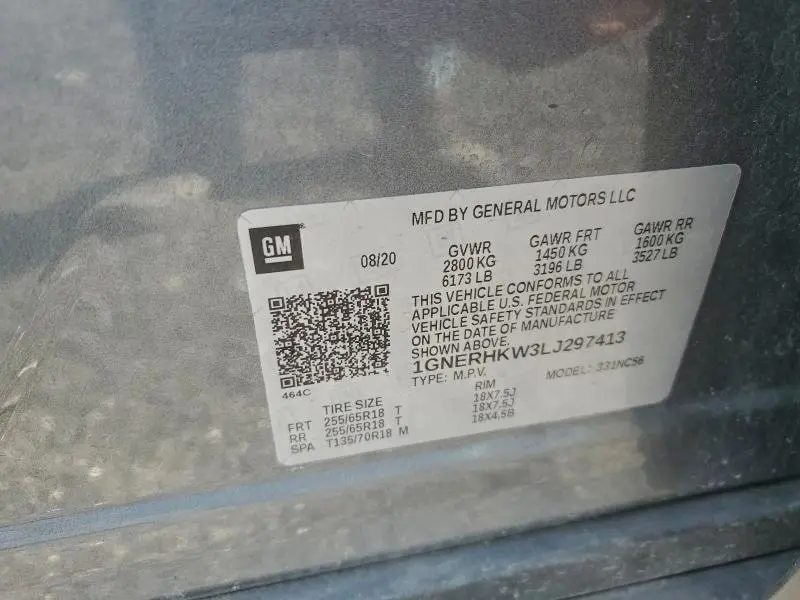 MFD BY GENERAL MOTORS LLC
GM
08/20
GVWR
2800 KG
6173 LB
GAWR FRT
1450 KG
3196 LB
GAWR RR
1600 KG
3527 LB
THIS VEHICLE CONFORMS TO ALL
APPLICABLE U.S. FEDERAL MOTOR
VEHICLE SAFETY STANDARDS IN EFFECT
ON THE DATE OF MANUFACTURE
SHOWN ABOVE.
1GNERHKW3LJ297413
TYPE: M.P.V. MODEL: 331NC56
464C
TIRE SIZE RIM
FRT 255/65R18 T 18X7.5J
RR 255/65R18 T 18X7.5J
SPA T135/70R18 M 18X4.5B